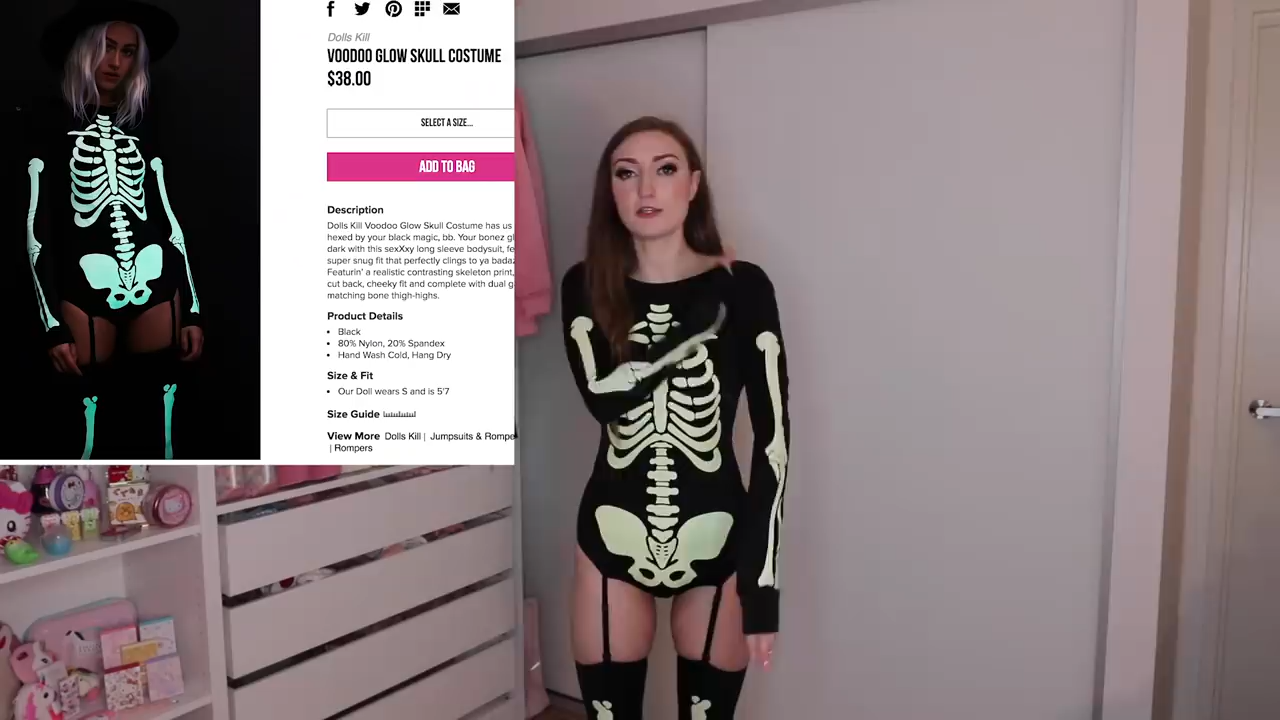 Dolls Kill
VOODOO GLOW SKULL COSTUME
$38.00
SELECT A SIZE...
ADD TO BAG
Description
Dolls Kill Voodoo Glow Skull Costume has us
hexed by your black magic, bb. Your bonez gl
dark with this sexXxy long sleeve bodysuit, fe
super snug fit that perfectly clings to ya badaz
Featurin' a realistic contrasting skeleton print,
cut back, cheeky fit and complete with dual g
matching bone thigh-highs.
Product Details
• Black
• 80% Nylon, 20% Spandex
• Hand Wash Cold, Hang Dry
Size & Fit
• Our Doll wears S and is 5'7
Size Guide
View More Dolls Kill | Jumpsuits & Rompe
| Rompers